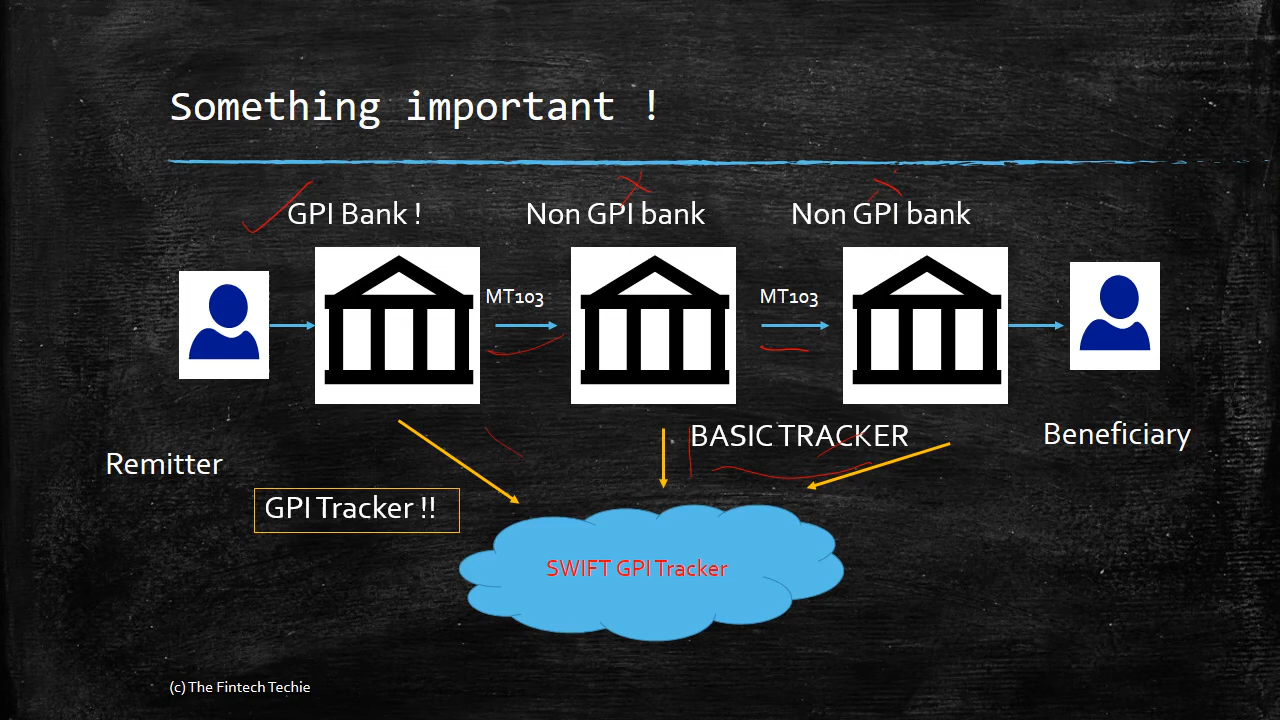 Something important !
GPI Bank !
Non GPI bank
Non GPI bank
MT103
MT103
BASIC TRACKER
Beneficiary
Remitter
GPI Tracker !!
SWIFT GPI Tracker
(c) The Fintech Techie